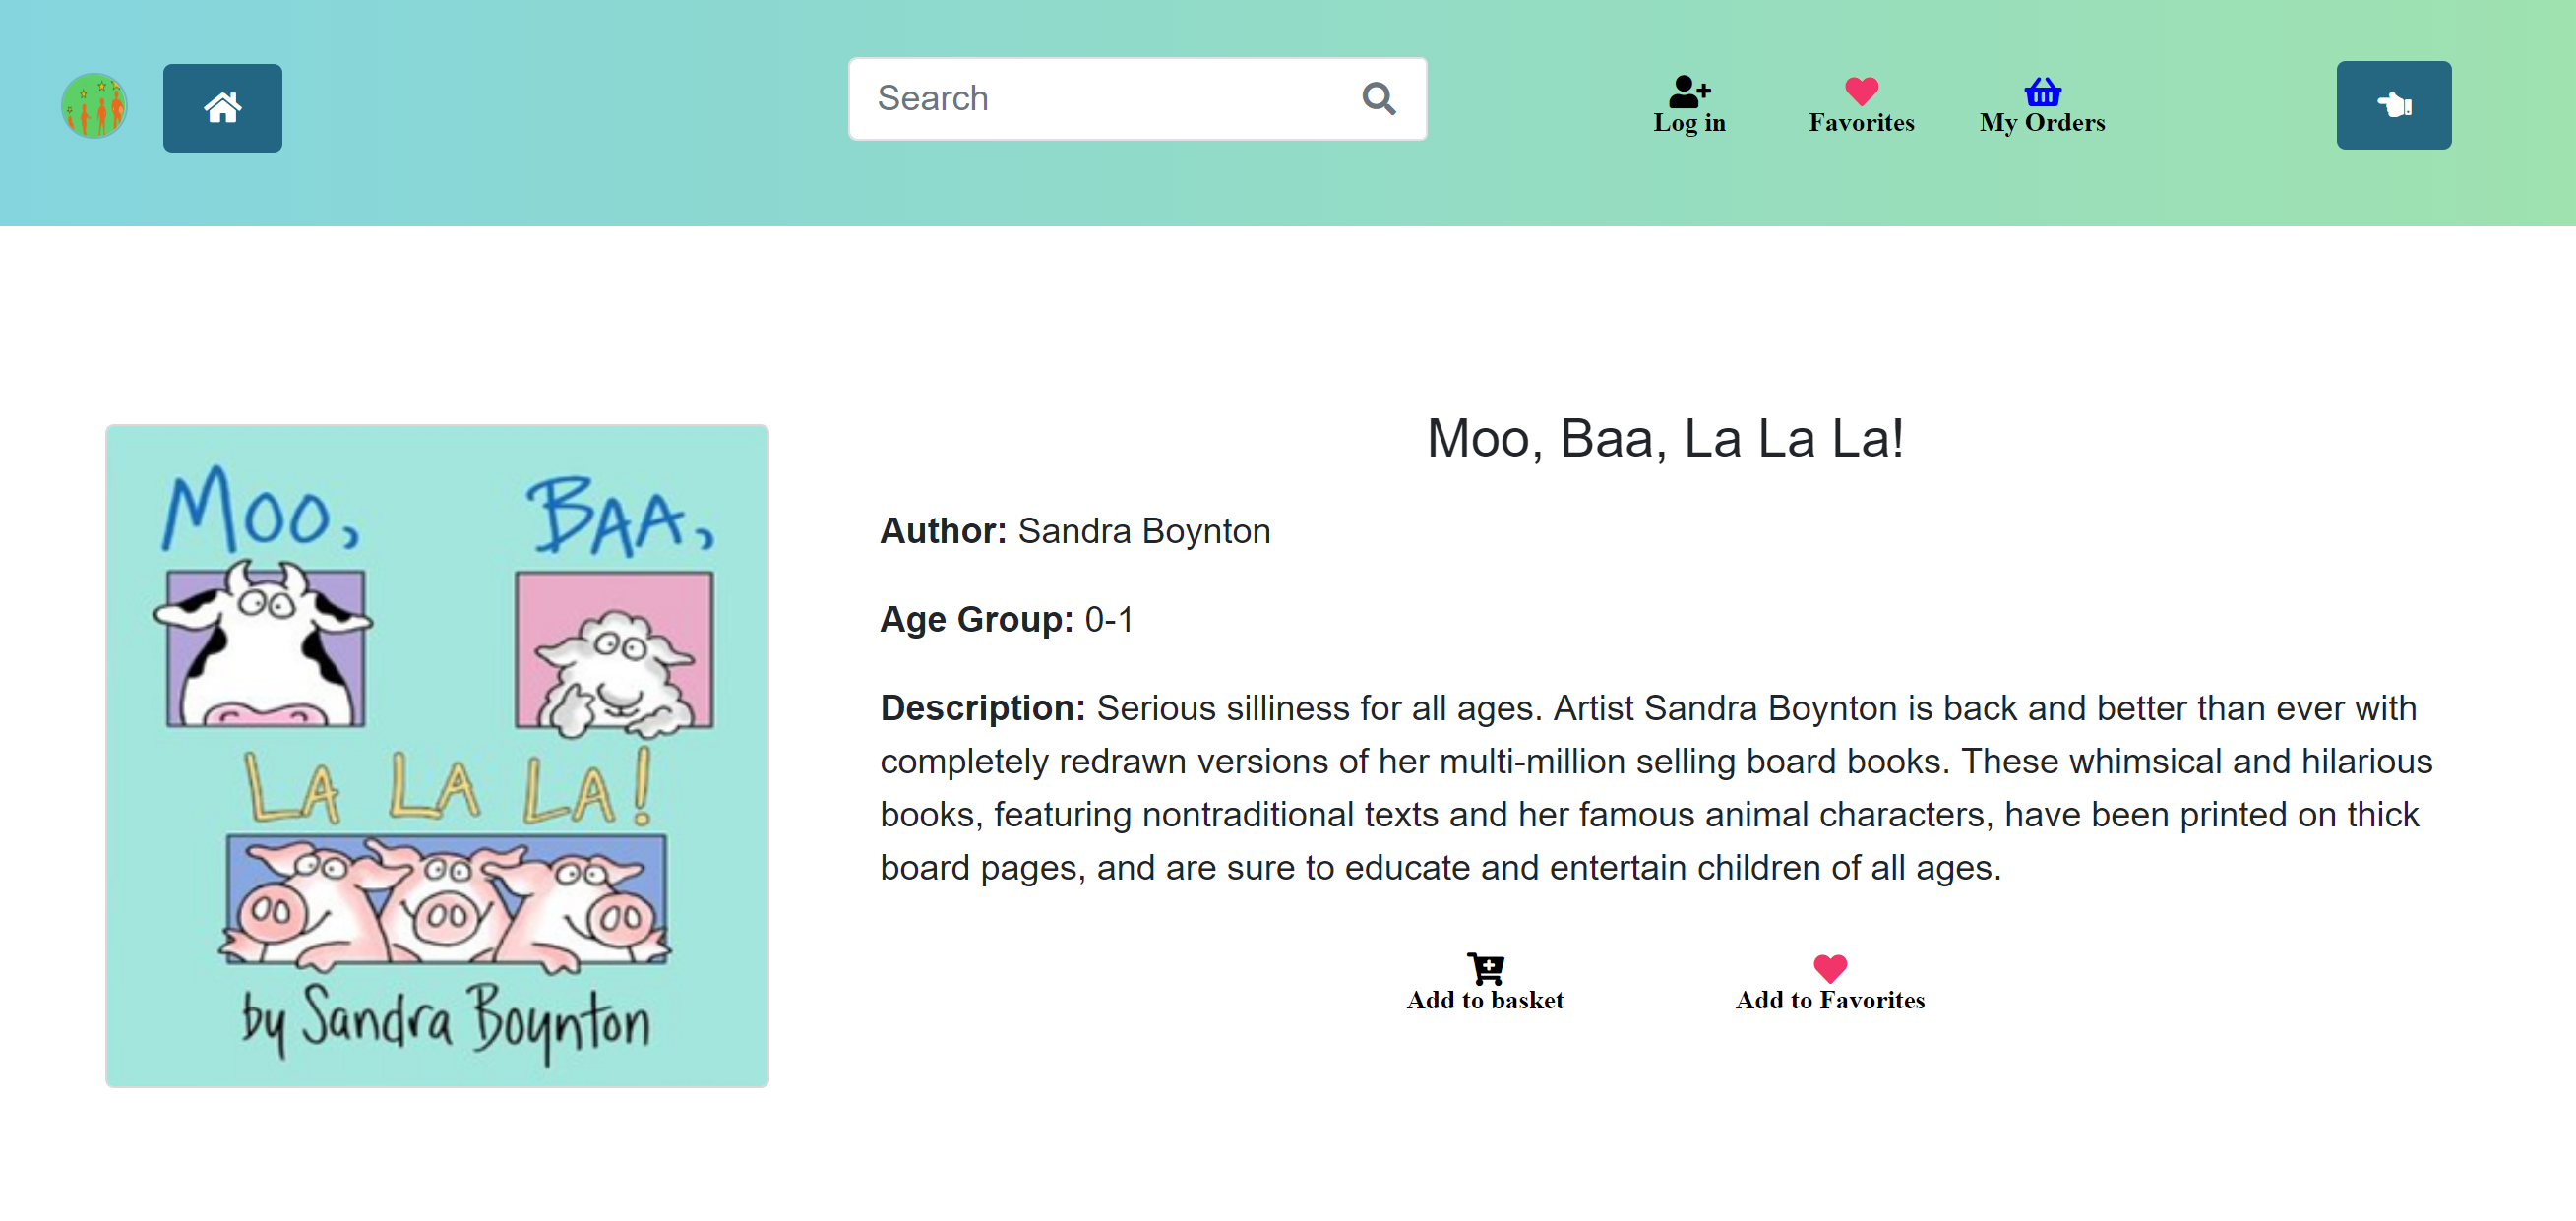 Search
Log in
Favorites
My Orders
MOO,
BAA,
LA LA LA!
by Sandra Boynton
Moo, Baa, La La La!
Author: Sandra Boynton
Age Group: 0-1
Description: Serious silliness for all ages. Artist Sandra Boynton is back and better than ever with
completely redrawn versions of her multi-million selling board books. These whimsical and hilarious
books, featuring nontraditional texts and her famous animal characters, have been printed on thick
board pages, and are sure to educate and entertain children of all ages.
Add to basket
Add to Favorites